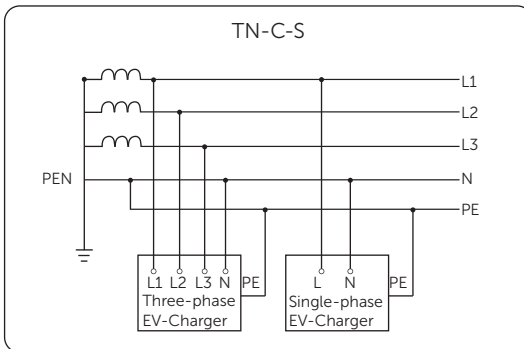 TN-C-S
L1
L2
L3
PEN
N
PE
L1 L2 L3 N PE
Three-phase
EV-Charger
L N PE
Single-phase
EV-Charger